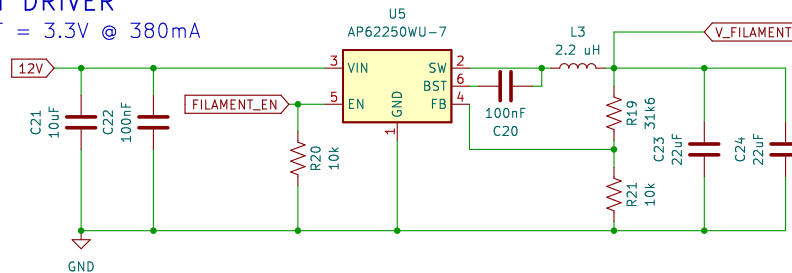 DRIVER
= 3.3V @ 380mA
U5
AP62250WU-7
L3
2.2 uH
V_FILAMENT
12V
3
VIN
SW
2
BST
6
FILAMENT_EN
5
EN
GND
FB
4
1
C21
10uF
C22
100nF
100nF
C20
R19
31k6
R20
10k
R21
10k
C23
22uF
C24
22uF
GND